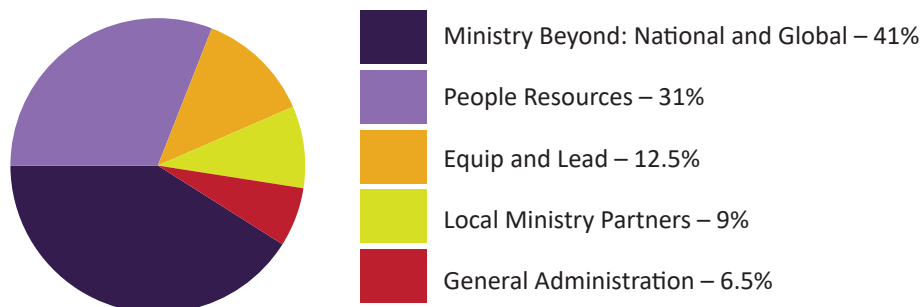 Ministry Beyond: National and Global – 41%
People Resources – 31%
Equip and Lead – 12.5%
Local Ministry Partners – 9%
General Administration – 6.5%